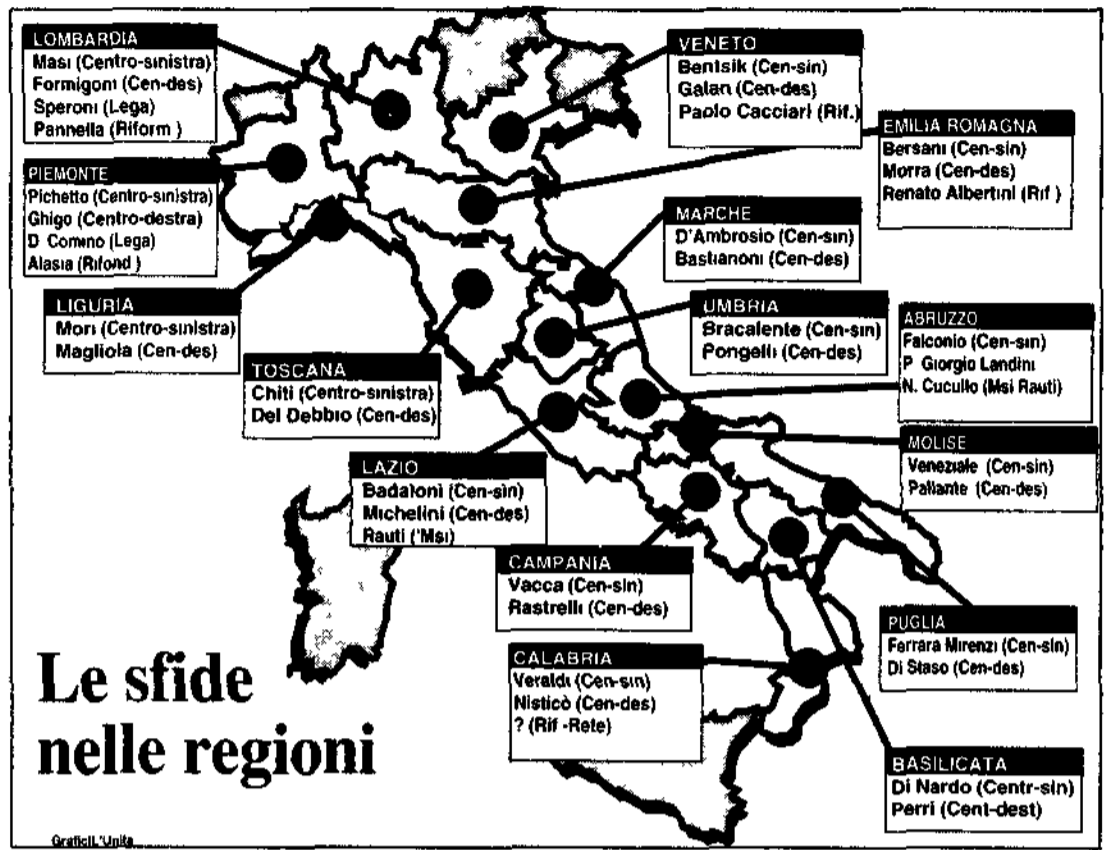 LOMBARDIA
Masi (Centro-sinistra)
Formigoni (Cen-des)
Speroni (Lega)
Pannella (Riform )
VENETO
Bentsik (Cen-sin)
Galan (Cen-des)
Paolo Cacciari (Rif.)
EMILIA ROMAGNA
Bersani (Cen-sin)
Morra (Cen-des)
Renato Albertini (Rif )
PIEMONTE
Pichetto (Centro-sinistra)
Ghigo (Centro-destra)
D Comino (Lega)
Alasia (Rifond )
MARCHE
D'Ambrosio (Cen-sin)
Bastianoni (Cen-des)
LIGURIA
Mori (Centro-sinistra)
Magliola (Cen-des)
UMBRIA
Bracalente (Cen-sin)
Pongelli (Cen-des)
ABRUZZO
Falconio (Cen-sin)
P Giorgio Landini
N. Cucullo (Msi Rauti)
TOSCANA
Chiti (Centro-sinistra)
Del Debbio (Cen-des)
MOLISE
Veneziale (Cen-sin)
Pallante (Cen-des)
LAZIO
Badaloni (Cen-sin)
Michelini (Cen-des)
Rauti ('Msi)
CAMPANIA
Vacca (Cen-sin)
Rastrelli (Cen-des)
PUGLIA
Ferrara Mirenzi (Cen-sin)
Di Staso (Cen-des)
CALABRIA
Veraldi (Cen-sin)
Nisticò (Cen-des)
? (Rif -Rete)
BASILICATA
Di Nardo (Centr-sin)
Perri (Cent-dest)
Le sfide
nelle regioni
Grafici L'Unita